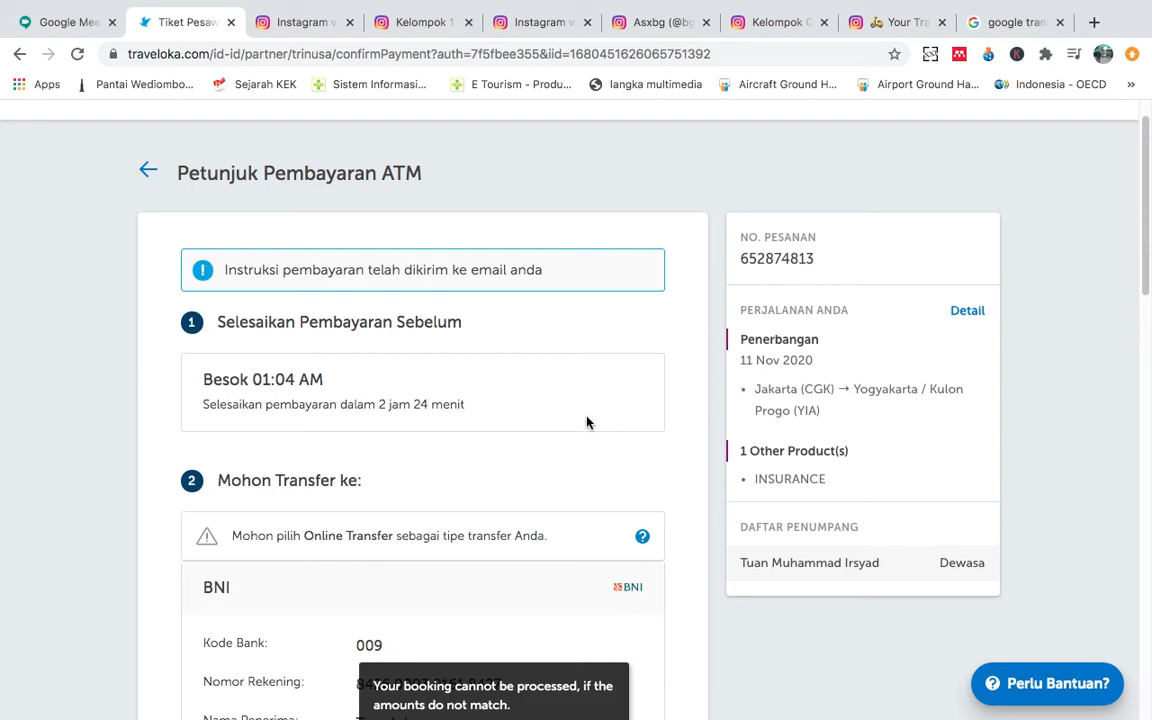 Google Mee
Tiket Pesaw
Instagram v
Kelompok 1
Instagram v
Asxbg (@bg
Kelompok G
Your Tra
google tran
traveloka.com/id-id/partner/trinusa/confirmPayment?auth=7f5fbee355&iid=1680451626065751392
Apps
Pantai Wediombo...
Sejarah KEK
Sistem Informasi...
E Tourism - Produ...
langka multimedia
Aircraft Ground H...
Airport Ground Ha...
Indonesia - OECD
»
Petunjuk Pembayaran ATM
Instruksi pembayaran telah dikirim ke email anda
1 Selesaikan Pembayaran Sebelum
Besok 01:04 AM
Selesaikan pembayaran dalam 2 jam 24 menit
2 Mohon Transfer ke:
Mohon pilih Online Transfer sebagai tipe transfer Anda.
BNI
BNI
Kode Bank: 009
Nomor Rekening:
Your booking cannot be processed, if the
amounts do not match.
NO. PESANAN
652874813
PERJALANAN ANDA Detail
Penerbangan
11 Nov 2020
• Jakarta (CGK) → Yogyakarta / Kulon
Progo (YIA)
1 Other Product(s)
• INSURANCE
DAFTAR PENUMPANG
Tuan Muhammad Irsyad Dewasa
Perlu Bantuan?